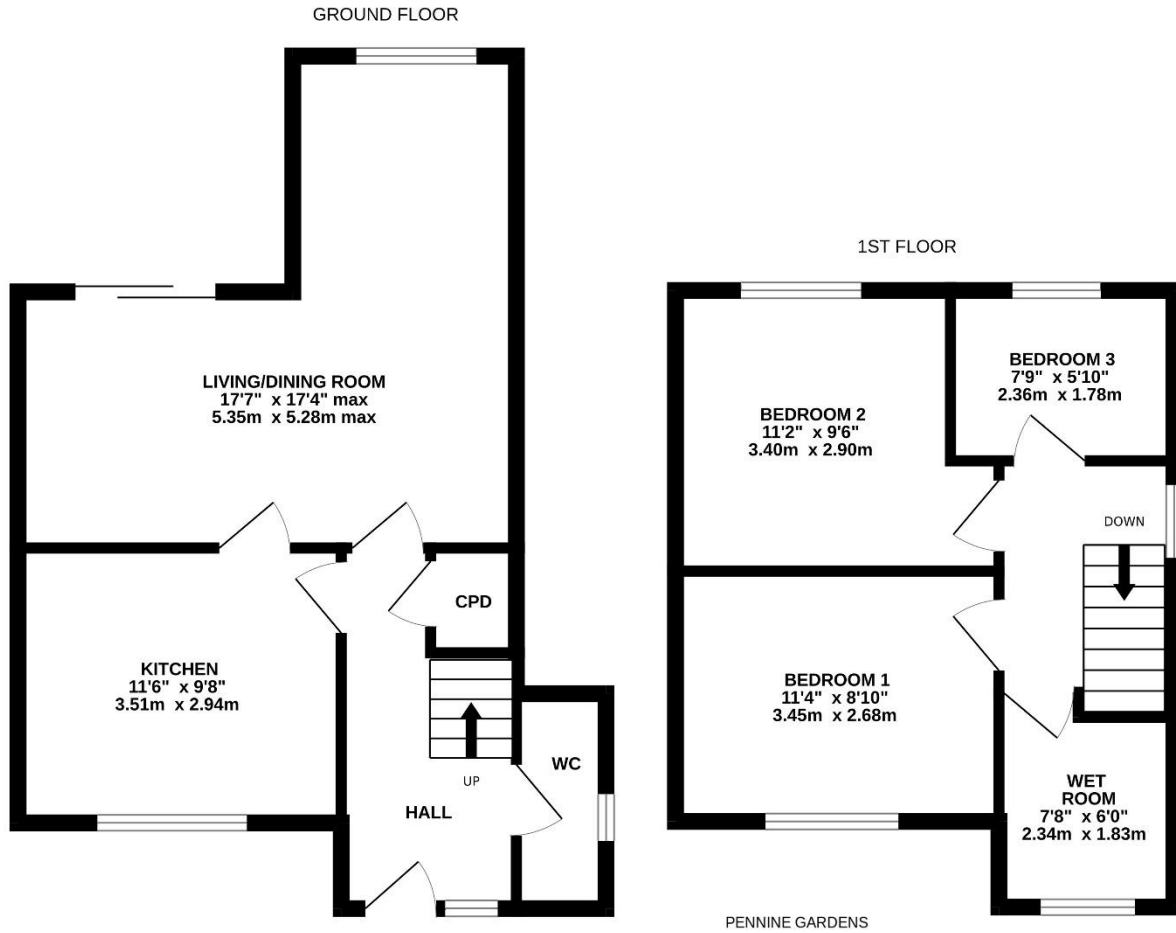 GROUND FLOOR
LIVING/DINING ROOM
17'7" x 17'4" max
5.35m x 5.28m max
KITCHEN
11'6" x 9'8"
3.51m x 2.94m
CPD
UP
WC
HALL
1ST FLOOR
BEDROOM 3
7'9" x 5'10"
2.36m x 1.78m
BEDROOM 2
11'2" x 9'6"
3.40m x 2.90m
DOWN
BEDROOM 1
11'4" x 8'10"
3.45m x 2.68m
WET
ROOM
7'8" x 6'0"
2.34m x 1.83m
PENNINE GARDENS